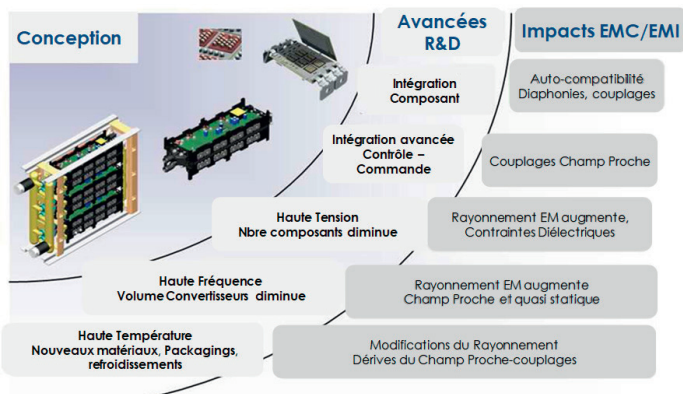 Conception
Avancées
R&D
Impacts EMC/EMI
Intégration
Composant
Auto-compatibilité
Diaphonies, couplages
Intégration avancée
Contrôle –
Commande
Couplages Champ Proche
Haute Tension
Nbre composants diminue
Rayonnement EM augmente,
Contraintes Diélectriques
Haute Fréquence
Volume Convertisseurs diminue
Rayonnement EM augmente
Champ Proche et quasi statique
Haute Température
Nouveaux matériaux, Packagings,
refroidissements
Modifications du Rayonnement
Dérives du Champ Proche-couplages